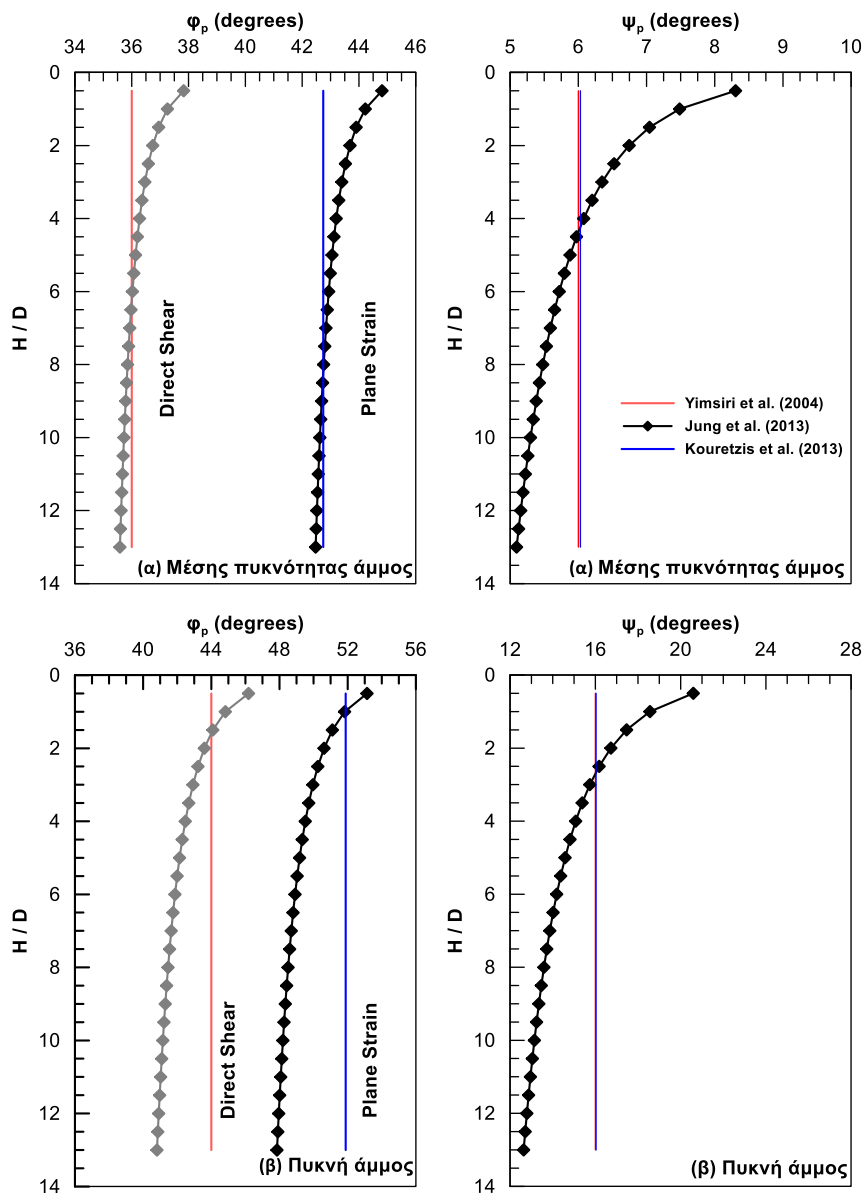 φp (degrees)
34 36 38 40 42 44 46
0
2
4
6
8
10
12
14
H / D
Direct Shear
Plane Strain
(α) Μέσης πυκνότητας άμμος
ψp (degrees)
5 6 7 8 9 10
0
2
4
6
8
10
12
14
H / D
Yimsiri et al. (2004)
Jung et al. (2013)
Kouretzis et al. (2013)
(α) Μέσης πυκνότητας άμμος
φp (degrees)
36 40 44 48 52 56
0
2
4
6
8
10
12
14
H / D
Direct Shear
Plane Strain
(β) Πυκνή άμμος
ψp (degrees)
12 16 20 24 28
0
2
4
6
8
10
12
14
H / D
(β) Πυκνή άμμος